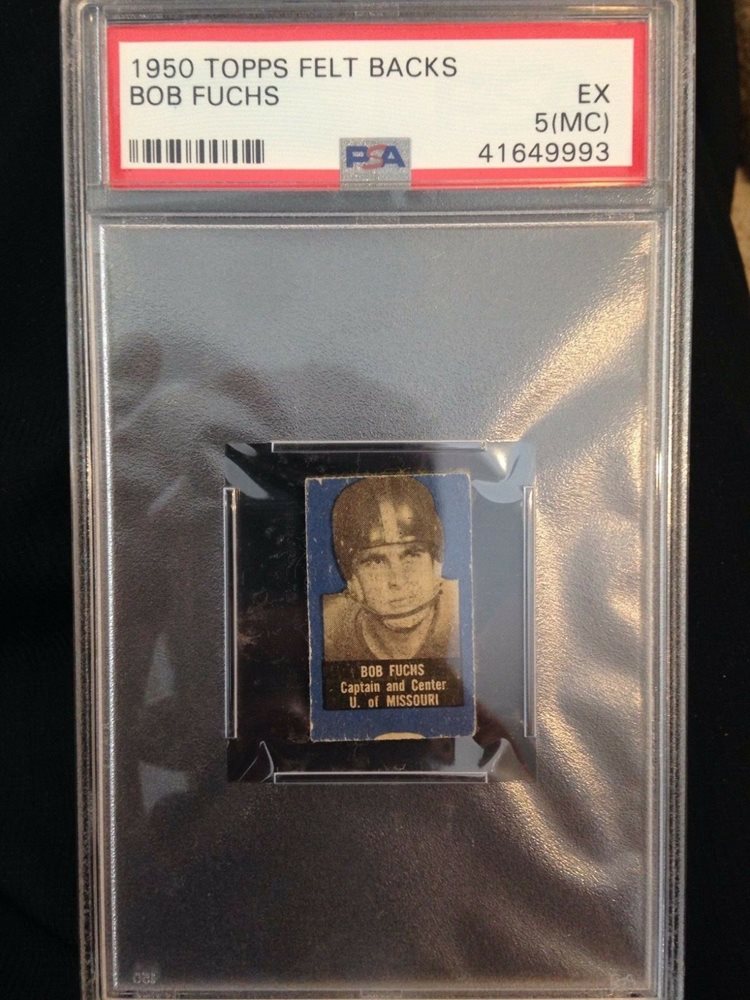 1950 TOPPS FELT BACKS
BOB FUCHS
EX
5(MC)
PSA
41649993
BOB FUCHS
Captain and Center
U. of MISSOURI